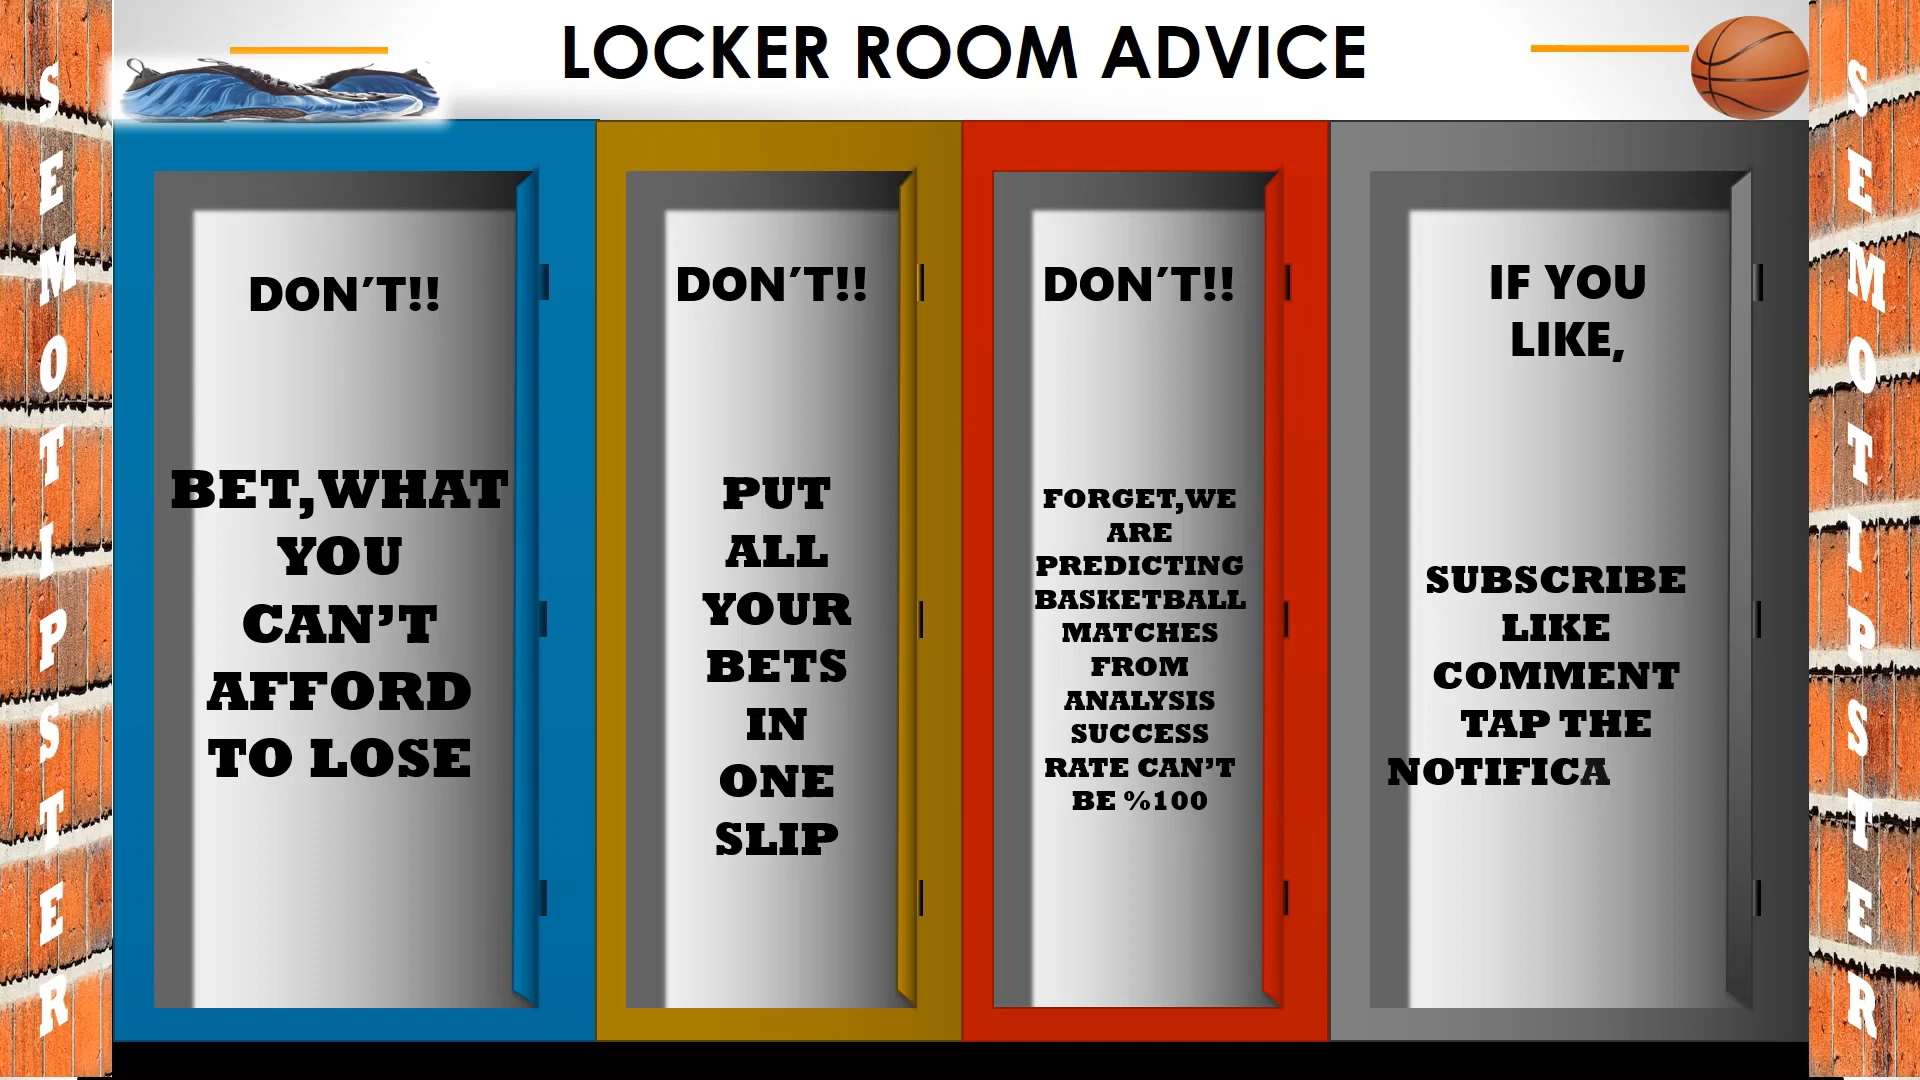 LOCKER ROOM ADVICE
SEMOTIPSTER
DON´T!!
BET,WHAT
YOU
CAN’T
AFFORD
TO LOSE
DON´T!!
PUT
ALL
YOUR
BETS
IN
ONE
SLIP
DON´T!!
FORGET,WE
ARE
PREDICTING
BASKETBALL
MATCHES
FROM
ANALYSIS
SUCCESS
RATE CAN’T
BE %100
IF YOU
LIKE,
SUBSCRIBE
LIKE
COMMENT
TAP THE
NOTIFICA
SEMOTIPSTER